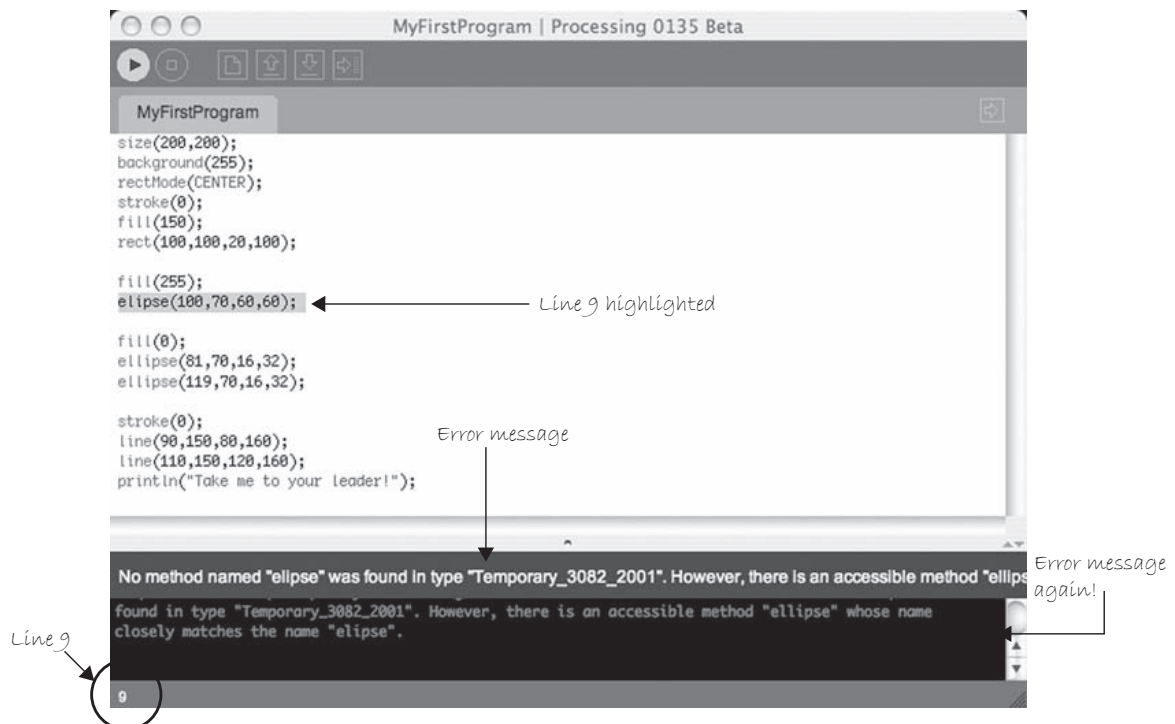 MyFirstProgram | Processing 0135 Beta
MyFirstProgram
size(200,200);
background(255);
rectMode(CENTER);
stroke(0);
fill(150);
rect(100,100,20,100);
fill(255);
elipse(100,70,60,60);
Line 9 highlighted
fill(0);
ellipse(81,70,16,32);
ellipse(119,70,16,32);
stroke(0);
line(90,150,80,160);
line(110,150,120,160);
println("Take me to your leader!");
Error message
No method named "elipse" was found in type "Temporary_3082_2001". However, there is an accessible method "ellips
Error message
again!
found in type "Temporary_3082_2001". However, there is an accessible method "ellipse" whose name
closely matches the name "elipse".
Line 9
9